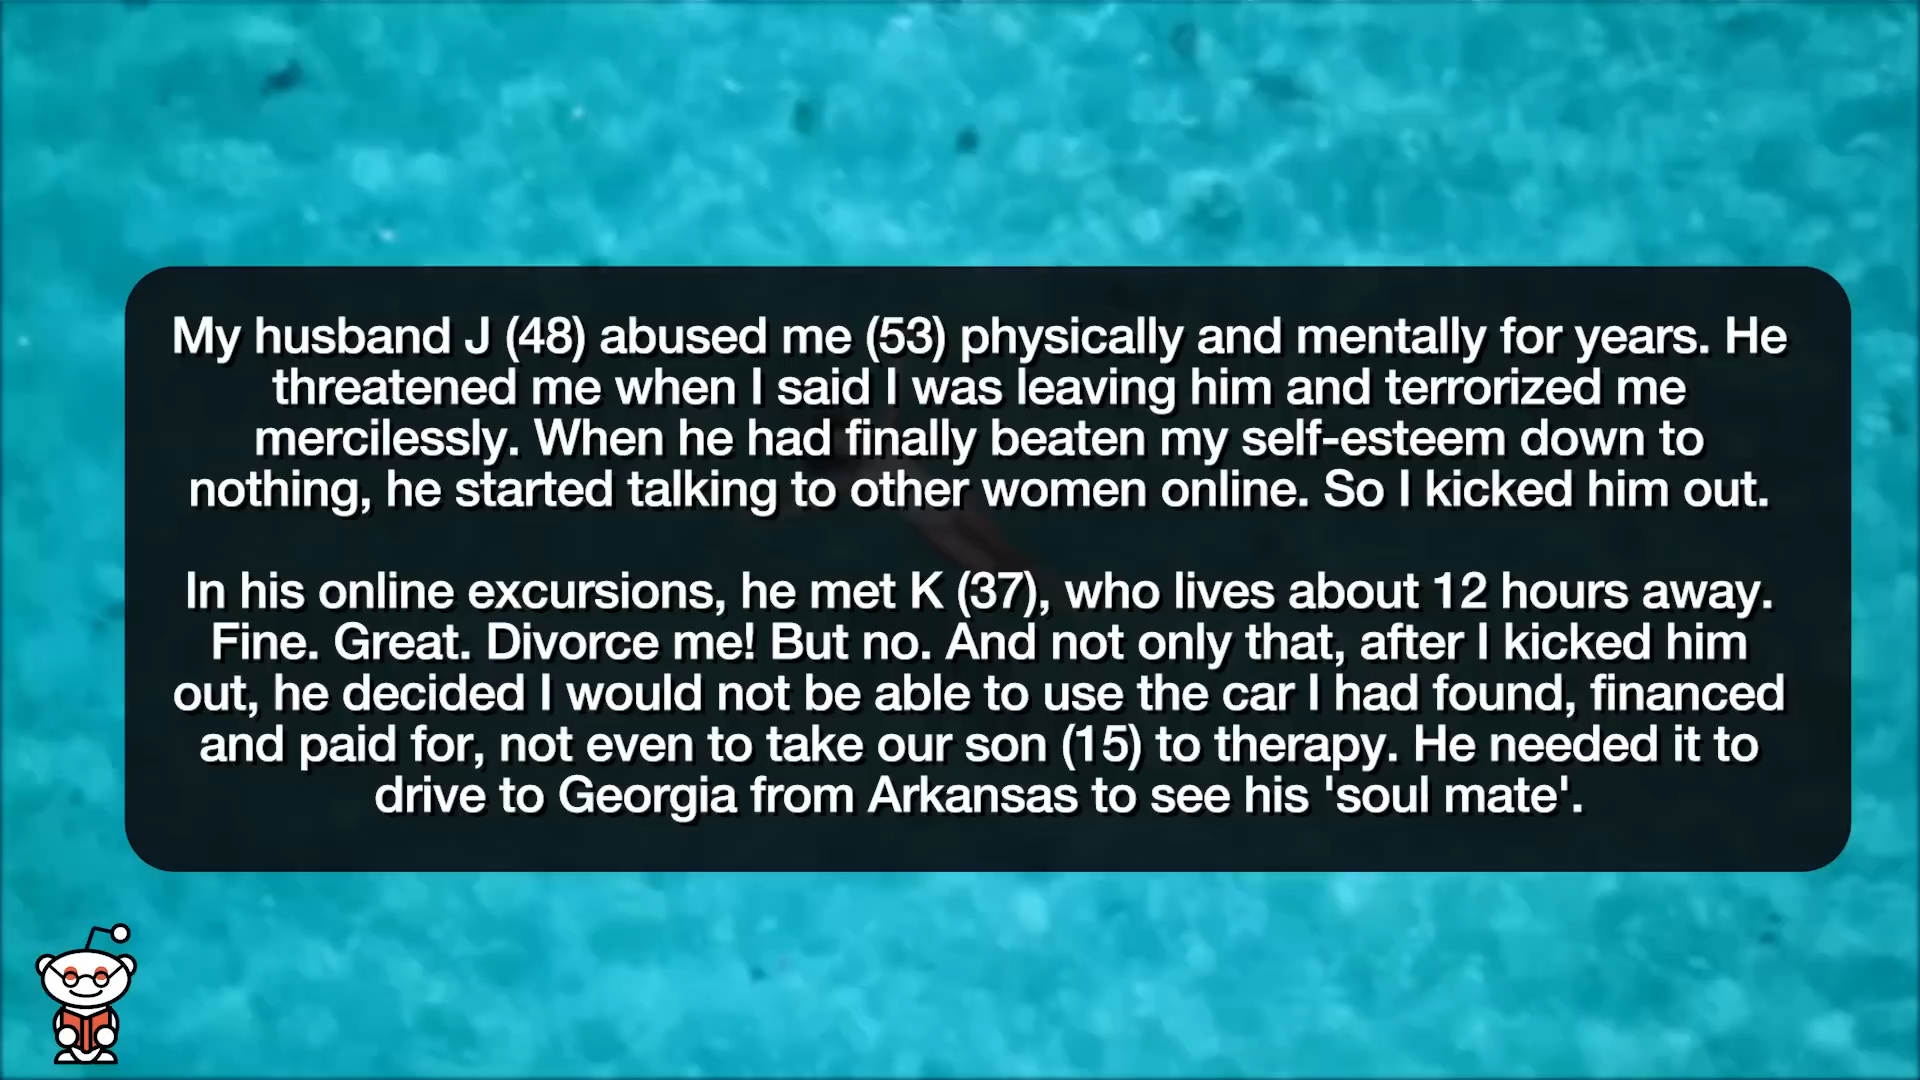 My husband J (48) abused me (53) physically and mentally for years. He
threatened me when I said I was leaving him and terrorized me
mercilessly. When he had finally beaten my self-esteem down to
nothing, he started talking to other women online. So I kicked him out.
In his online excursions, he met K (37), who lives about 12 hours away.
Fine. Great. Divorce me! But no. And not only that, after I kicked him
out, he decided I would not be able to use the car I had found, financed
and paid for, not even to take our son (15) to therapy. He needed it to
drive to Georgia from Arkansas to see his 'soul mate'.